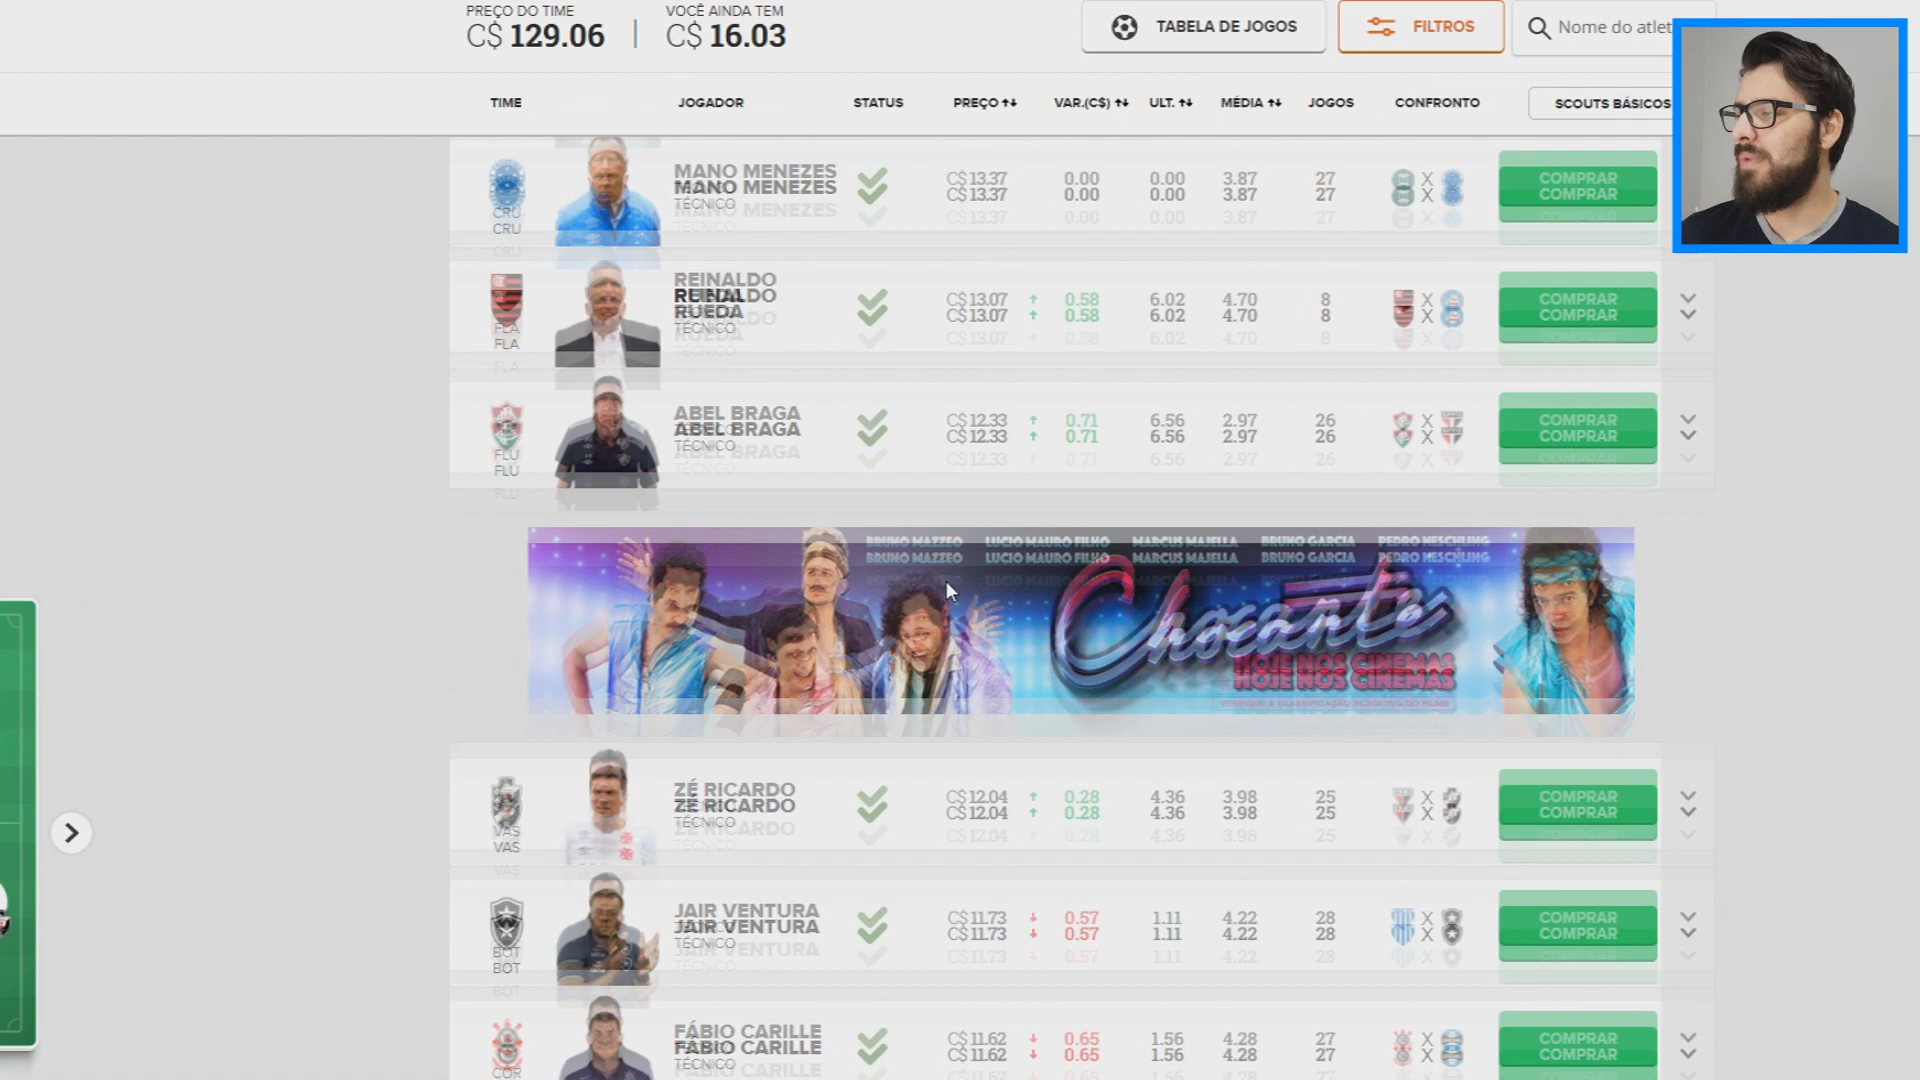 PREÇO DO TIME
C$ 129.06
VOCÊ AINDA TEM
C$ 16.03
TABELA DE JOGOS
FILTROS
Nome do atlet
TIME JOGADOR STATUS PREÇO VAR.(C$) ULT. MÉDIA JOGOS CONFRONTO SCOUTS BÁSICOS
CRU
MANO MENEZES
TÉCNICO
C$ 13.37 0.00 0.00 3.87 27 X COMPRAR
FLA
REINALDO
RUEDA
TÉCNICO
C$ 13.07 0.58 6.02 4.70 8 X COMPRAR
FLU
ABEL BRAGA
TÉCNICO
C$ 12.33 0.71 6.56 2.97 26 X COMPRAR
BRUNO MAZZEO LUCIO MAURO FILHO MARCUS MAJELLA BRUNO GARCIA PEDRO NESCHLING
Chocante
HOJE NOS CINEMAS
VAS
ZÉ RICARDO
TÉCNICO
C$ 12.04 0.28 4.36 3.98 25 X COMPRAR
BOT
JAIR VENTURA
TÉCNICO
C$ 11.73 0.57 1.11 4.22 28 X COMPRAR
COR
FÁBIO CARILLE
TÉCNICO
C$ 11.62 0.65 1.56 4.28 27 X COMPRAR